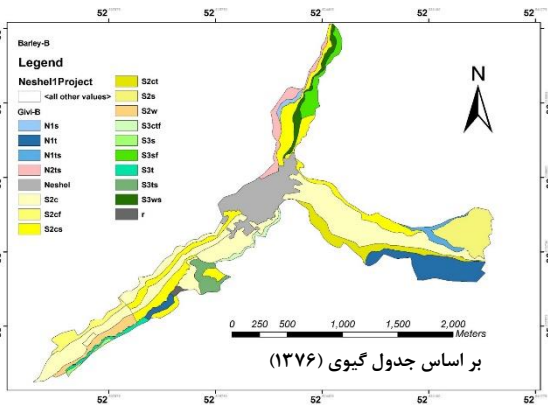 52 52 52 52 52
Barley-B
Legend
Neshel1Project
<all other values>
Givi-B
N1s
N1t
N1ts
N2ts
Neshel
S2c
S2cf
S2cs
S2ct
S2s
S2w
S3ctf
S3s
S3sf
S3t
S3ts
S3ws
r
N
0 250 500 1,000 1,500 2,000
Meters
بر اساس جدول گیوی (۱۳۷۶)
52 52 52 52 52